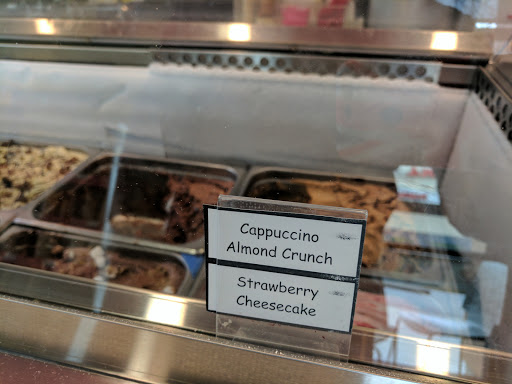 Cappuccino
Almond Crunch
Strawberry
Cheesecake